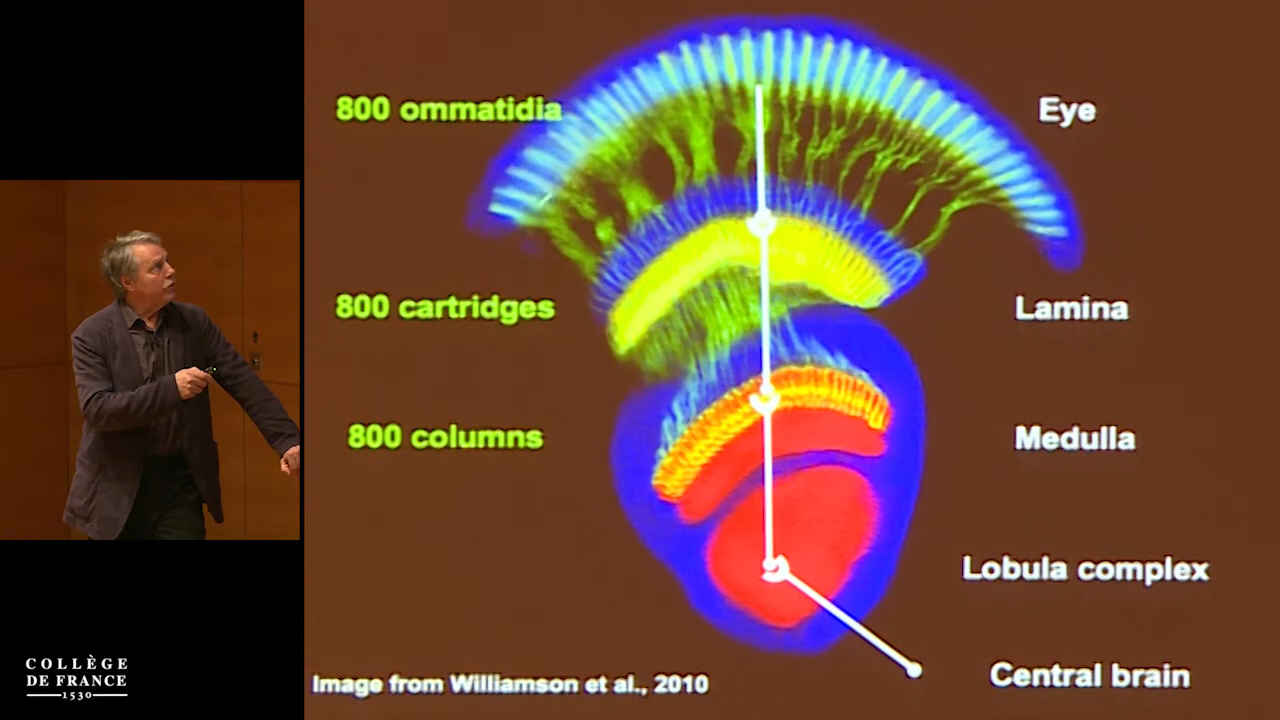 800 ommatidia
Eye
800 cartridges
Lamina
800 columns
Medulla
Lobula complex
Central brain
Image from Williamson et al., 2010
COLLÈGE
DE FRANCE
1530